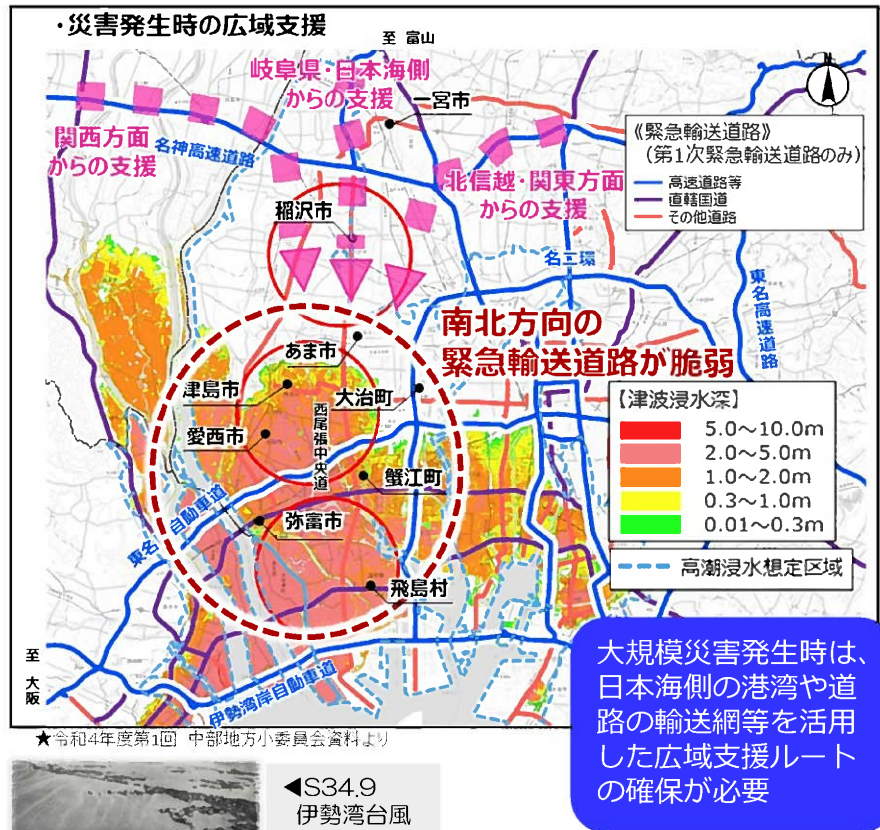 ・災害発生時の広域支援
至 富山
岐阜県・日本海側
からの支援
一宮市
関西方面
からの支援
名神高速道路
北信越・関東方面
からの支援
《緊急輸送道路》
(第1次緊急輸送道路のみ)
高速道路等
直轄国道
その他道路
稲沢市
名二環
東名高速道路
南北方向の
緊急輸送道路が脆弱
あま市
津島市
大治町
愛西市
西尾張中央道
蟹江町
弥富市
飛島村
東名
自動車道
伊勢湾岸自動車道
【津波浸水深】
5.0〜10.0m
2.0〜5.0m
1.0〜2.0m
0.3〜1.0m
0.01〜0.3m
高潮浸水想定区域
至 大阪
大規模災害発生時は、
日本海側の港湾や道
路の輸送網等を活用
した広域支援ルート
の確保が必要
★令和4年度第1回 中部地方小委員会資料より
◀S34.9
伊勢湾台風